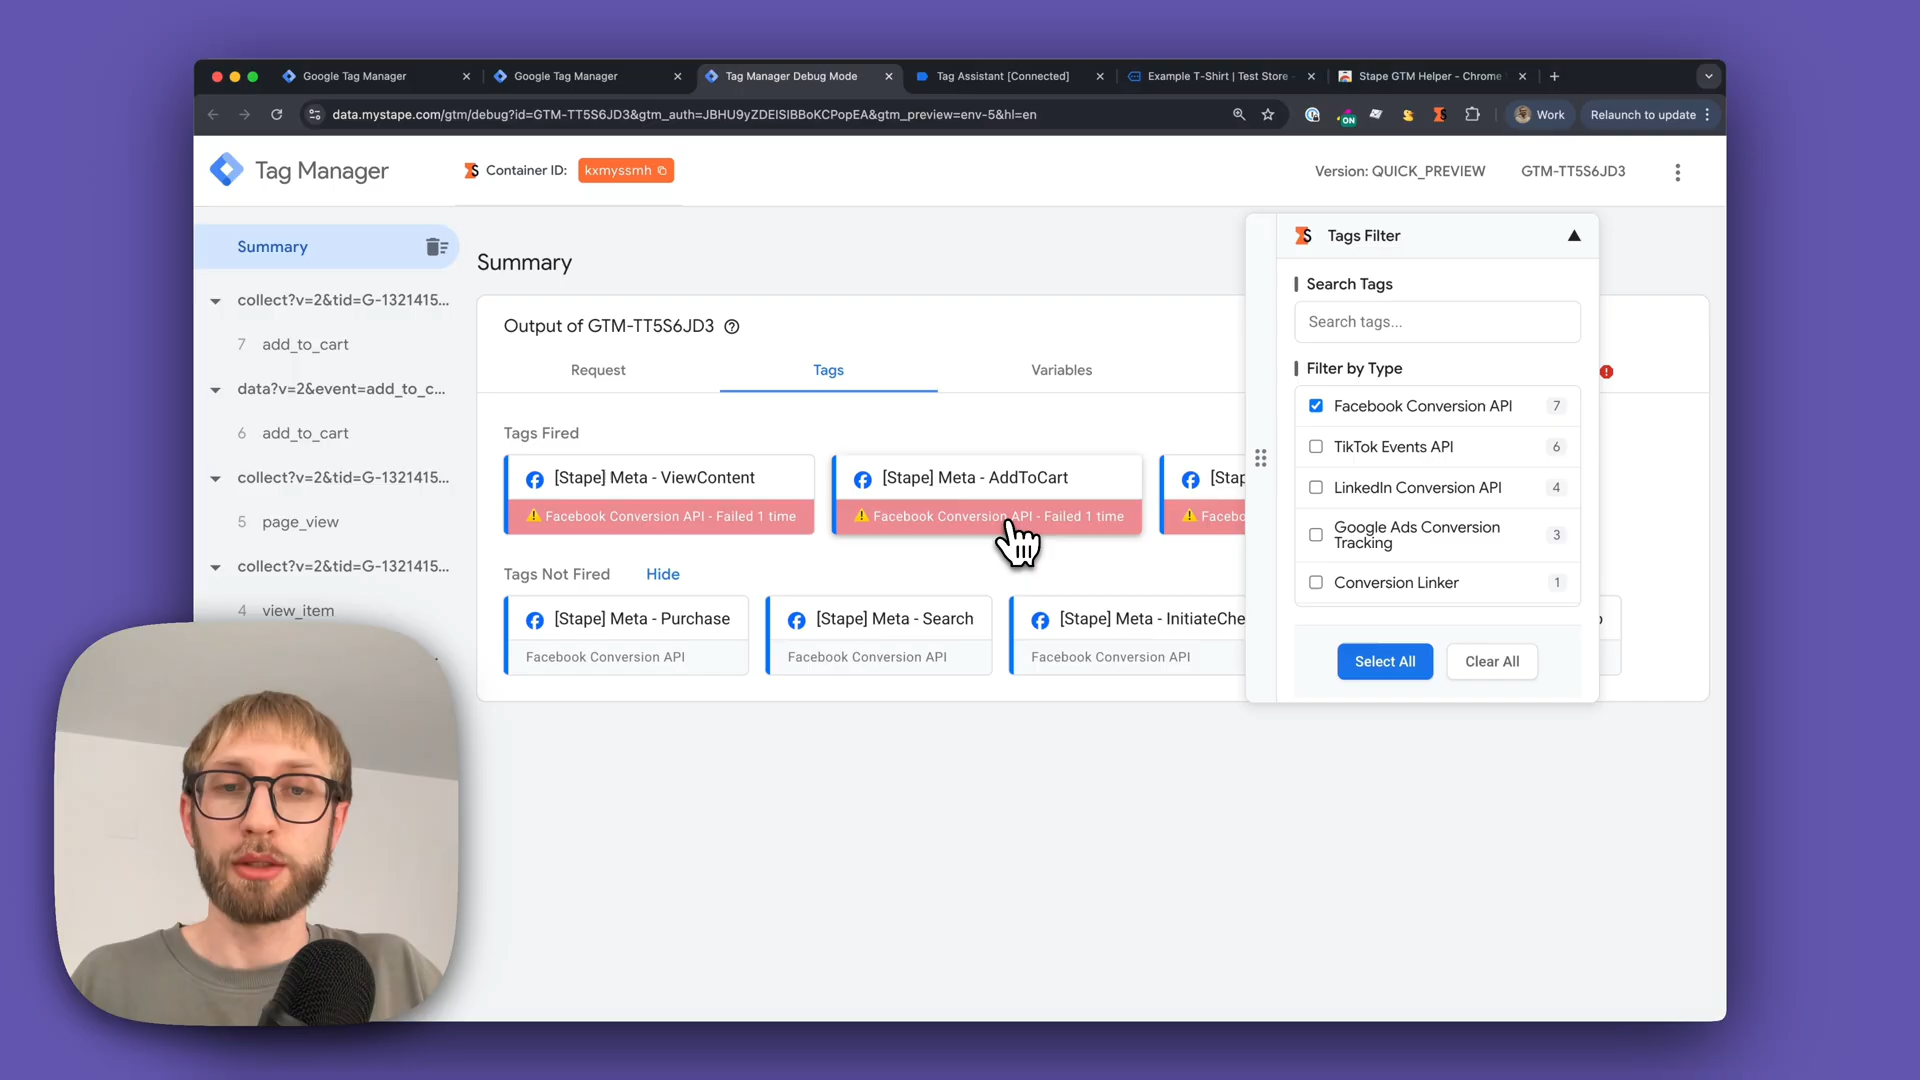 Google Tag Manager
Google Tag Manager
Tag Manager Debug Mode
Tag Assistant [Connected]
Example T-Shirt | Test Store -
Stape GTM Helper - Chrome
data.mystape.com/gtm/debug?id=GTM-TT5S6JD3&gtm_auth=JBHU9yZDEISIBBoKCPopEA&gtm_preview=env-5&hl=en
ON
Work
Relaunch to update
Tag Manager
Container ID:
kxmyssmh
Version: QUICK_PREVIEW
GTM-TT5S6JD3
Summary
collect?v=2&tid=G-1321415...
7 add_to_cart
data?v=2&event=add_to_c...
6 add_to_cart
collect?v=2&tid=G-1321415...
5 page_view
collect?v=2&tid=G-1321415...
4 view_item
Summary
Output of GTM-TT5S6JD3
Request
Tags
Variables
Tags Fired
[Stape] Meta - ViewContent
Facebook Conversion API - Failed 1 time
[Stape] Meta - AddToCart
Facebook Conversion API - Failed 1 time
[Stap
Facebo
Tags Not Fired
Hide
[Stape] Meta - Purchase
Facebook Conversion API
[Stape] Meta - Search
Facebook Conversion API
[Stape] Meta - InitiateChe
Facebook Conversion API
Tags Filter
Search Tags
Search tags...
Filter by Type
Facebook Conversion API 7
TikTok Events API 6
LinkedIn Conversion API 4
Google Ads Conversion
Tracking 3
Conversion Linker 1
Select All
Clear All